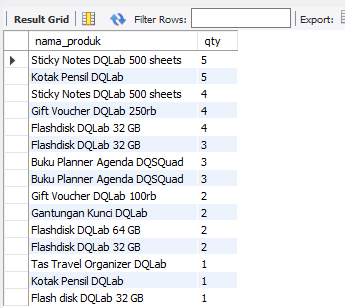 Result Grid Filter Rows: Export:
nama_produk qty
Sticky Notes DQLab 500 sheets 5
Kotak Pensil DQLab 5
Sticky Notes DQLab 500 sheets 4
Gift Voucher DQLab 250rb 4
Flashdisk DQLab 32 GB 4
Flashdisk DQLab 32 GB 3
Buku Planner Agenda DQSQuad 3
Buku Planner Agenda DQSQuad 3
Gift Voucher DQLab 100rb 2
Gantungan Kunci DQLab 2
Flashdisk DQLab 64 GB 2
Flashdisk DQLab 32 GB 2
Tas Travel Organizer DQLab 1
Kotak Pensil DQLab 1
Flash disk DQLab 32 GB 1